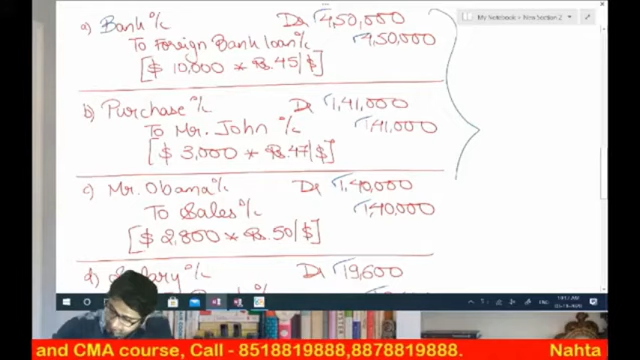 a) Bank a/c Dr 4,50,000
To Foreign Bank loan a/c 4,50,000
[$ 10,000 * Rs.45/$]
b) Purchase a/c Dr 1,41,000
To Mr. John a/c 1,41,000
[$ 3,000 * Rs.47/$]
c) Mr. Obama a/c Dr 1,40,000
To Sales a/c 1,40,000
[$ 2,800 * Rs.50/$]
d) Salary a/c Dr 19,600
My Notebook » New Section 2
ENG
and CMA course, Call - 8518819888,8878819888.
Nahta